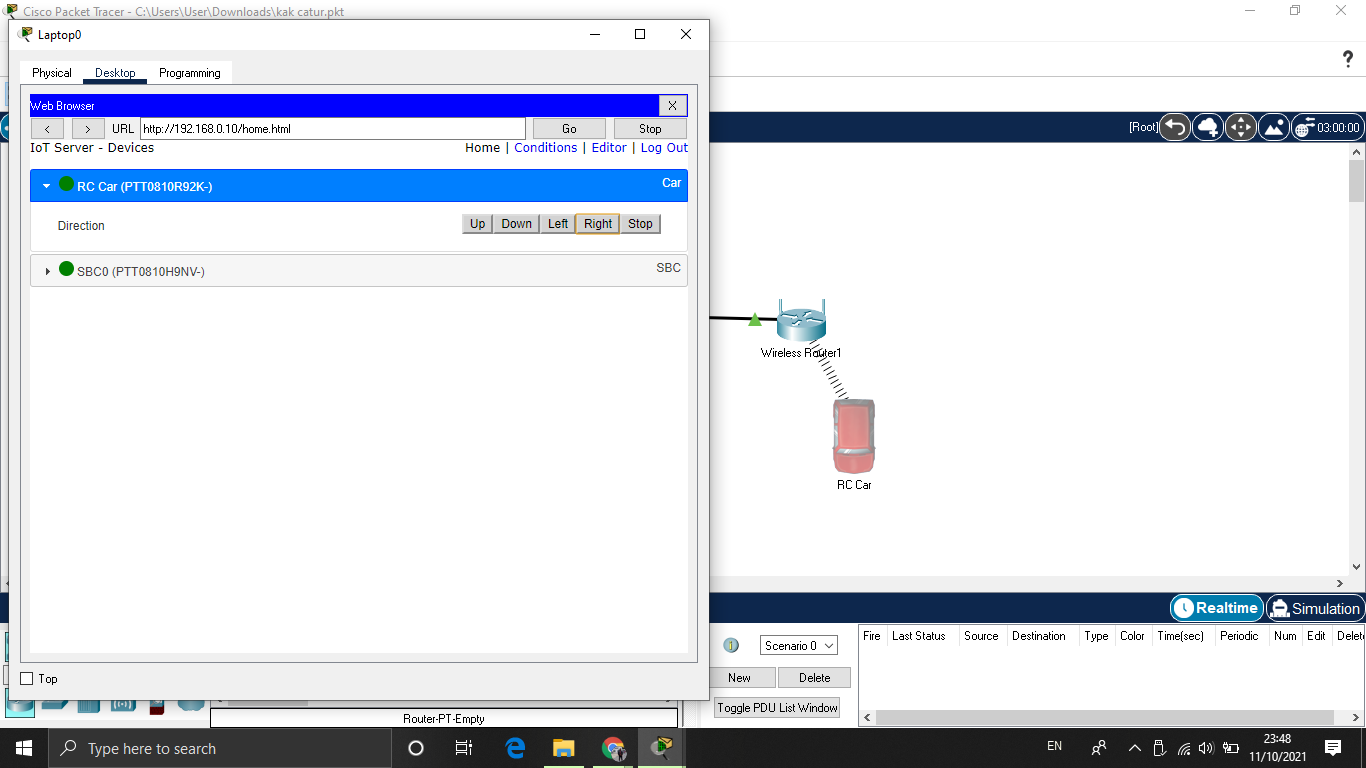 Cisco Packet Tracer - C:\Users\User\Downloads\kak catur.pkt
Laptop0
?
Physical Desktop Programming
Web Browser X
< > URL http://192.168.0.10/home.html Go Stop
IoT Server - Devices Home | Conditions | Editor | Log Out
[Root] 03:00:00
RC Car (PTT0810R92K-) Car
Direction Up Down Left Right Stop
SBC0 (PTT0810H9NV-) SBC
Wireless Router1
RC Car
Realtime Simulation
Scenario 0
Fire Last Status Source Destination Type Color Time(sec) Periodic Num Edit Delete
New Delete
Toggle PDU List Window
Top
Router-PT-Empty
Type here to search
EN
23:48
11/10/2021